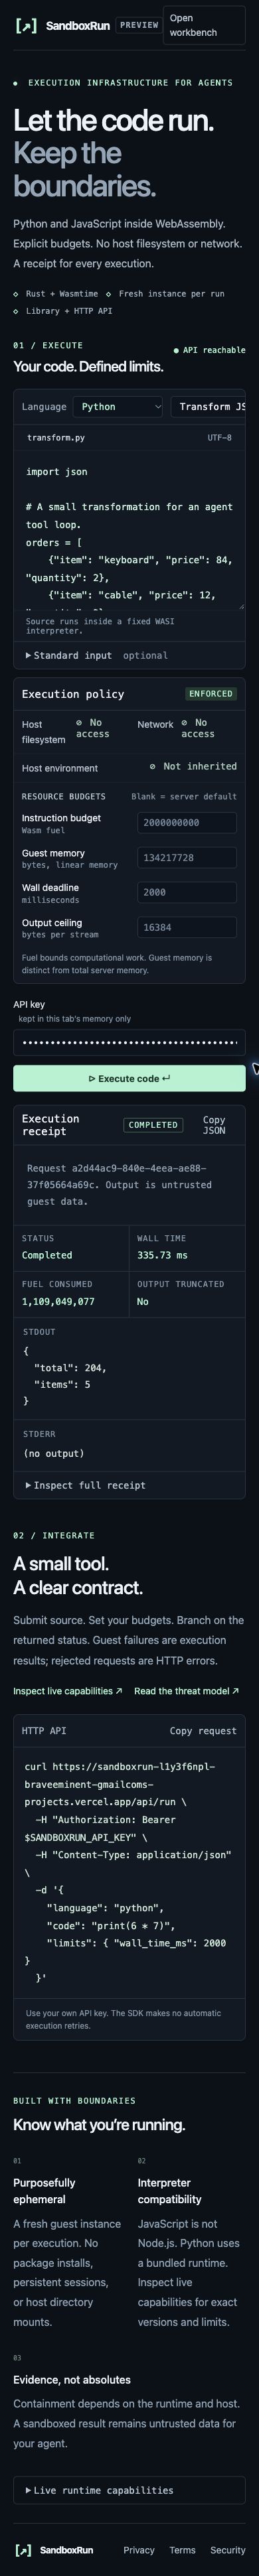 [↗] SandboxRun PREVIEW Open workbench
● EXECUTION INFRASTRUCTURE FOR AGENTS
Let the code run.
Keep the
boundaries.
Python and JavaScript inside WebAssembly.
Explicit budgets. No host filesystem or network.
A receipt for every execution.
◇ Rust + Wasmtime ◇ Fresh instance per run
◇ Library + HTTP API
01 / EXECUTE
● API reachable
Your code. Defined limits.
Language Python Transform JS
transform.py UTF-8
import json
# A small transformation for an agent
tool loop.
orders = [
{"item": "keyboard", "price": 84,
"quantity": 2},
{"item": "cable", "price": 12,
"quantity": 3}
Source runs inside a fixed WASI
interpreter.
▶ Standard input optional
Execution policy ENFORCED
Host filesystem ⊘ No access Network ⊘ No access
Host environment ⊘ Not inherited
RESOURCE BUDGETS Blank = server default
Instruction budget
Wasm fuel
2000000000
Guest memory
bytes, linear memory
134217728
Wall deadline
milliseconds
2000
Output ceiling
bytes per stream
16384
Fuel bounds computational work. Guest memory is
distinct from total server memory.
API key
kept in this tab's memory only
▷ Execute code ↵
Execution receipt COMPLETED Copy JSON
Request a2d44ac9-840e-4eea-ae88-
37f05664a69c. Output is untrusted
guest data.
STATUS
Completed
WALL TIME
335.73 ms
FUEL CONSUMED
1,109,049,077
OUTPUT TRUNCATED
No
STDOUT
{
"total": 204,
"items": 5
}
STDERR
(no output)
▶ Inspect full receipt
02 / INTEGRATE
A small tool.
A clear contract.
Submit source. Set your budgets. Branch on the
returned status. Guest failures are execution
results; rejected requests are HTTP errors.
Inspect live capabilities ↗ Read the threat model ↗
HTTP API Copy request
curl https://sandboxrun-l1y3f6npl-
braveeminent-gmailcoms-
projects.vercel.app/api/run \
-H "Authorization: Bearer
$SANDBOXRUN_API_KEY" \
-H "Content-Type: application/json"
\
-d '{
"language": "python",
"code": "print(6 * 7)",
"limits": { "wall_time_ms": 2000
}
}'
Use your own API key. The SDK makes no automatic
execution retries.
BUILT WITH BOUNDARIES
Know what you're running.
01
Purposefully
ephemeral
A fresh guest instance
per execution. No
package installs,
persistent sessions,
or host directory
mounts.
02
Interpreter
compatibility
JavaScript is not
Node.js. Python uses
a bundled runtime.
Inspect live
capabilities for exact
versions and limits.
03
Evidence, not absolutes
Containment depends on the runtime and host.
A sandboxed result remains untrusted data for
your agent.
▶ Live runtime capabilities
[↗] SandboxRun Privacy Terms Security